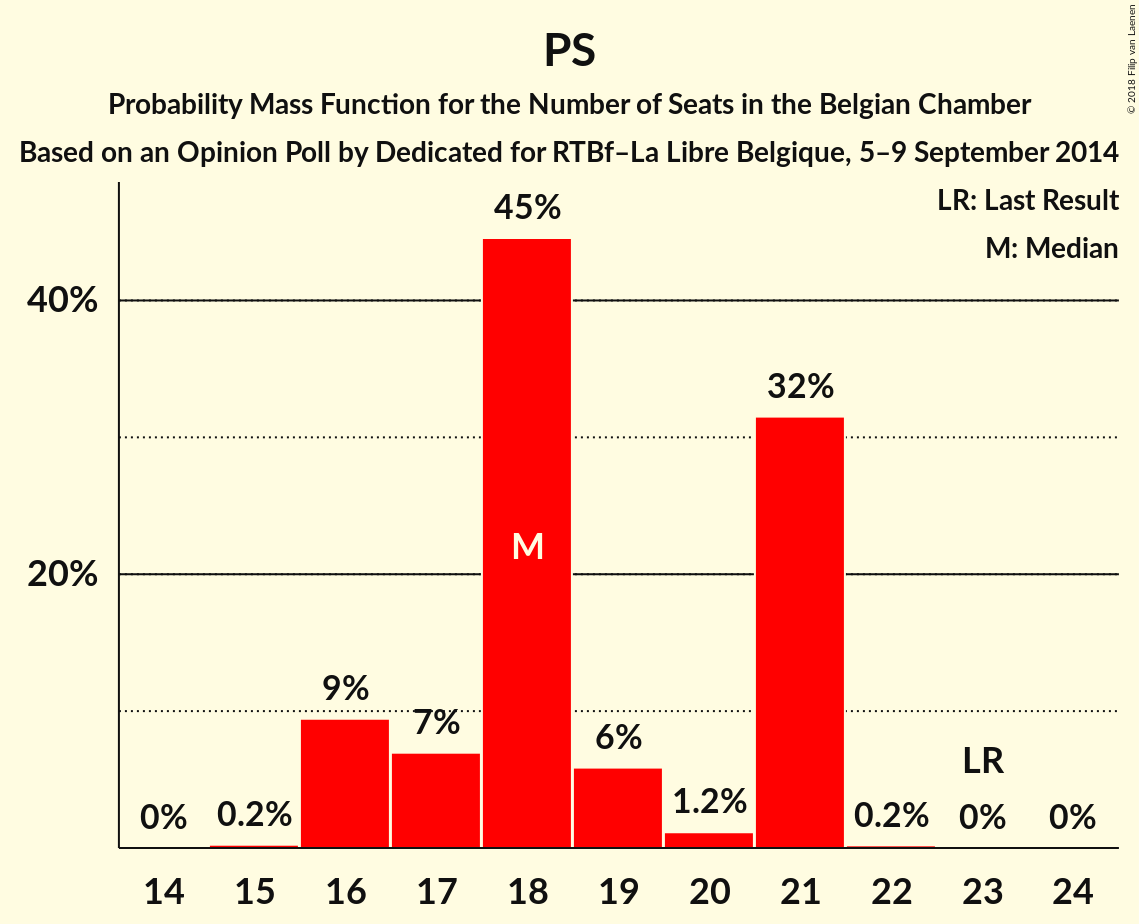 PS
Probability Mass Function for the Number of Seats in the Belgian Chamber
Based on an Opinion Poll by Dedicated for RTBf–La Libre Belgique, 5–9 September 2014
© 2018 Filip van Laenen
LR: Last Result
M: Median
45%
40%
32%
M
20%
9%
7%
6%
LR
0%
0.2%
1.2%
0.2%
0%
0%
14 15 16 17 18 19 20 21 22 23 24